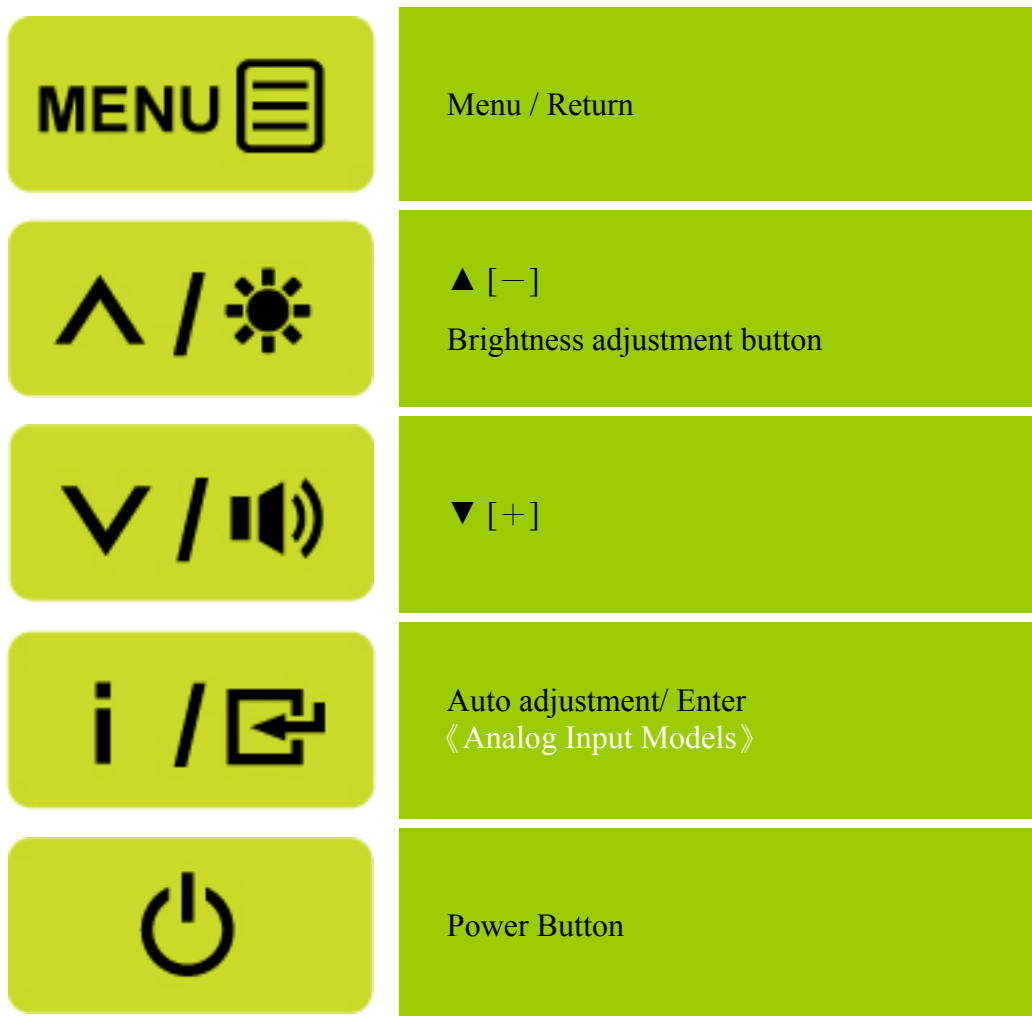 MENU
Menu / Return
∧ /
▲ [－]
Brightness adjustment button
∨ /
▼ [＋]
i /
Auto adjustment/ Enter
《Analog Input Models》
Power Button